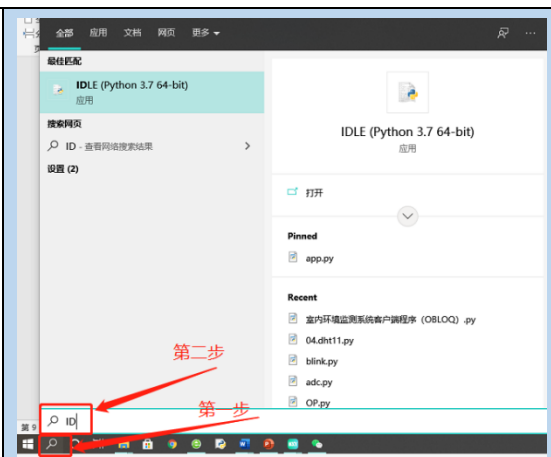 全部 应用 文档 网页 更多
最佳匹配
IDLE (Python 3.7 64-bit)
应用
搜索网页
ID - 查看网络搜索结果
设置 (2)
IDLE (Python 3.7 64-bit)
应用
打开
Pinned
app.py
Recent
室内环境监测系统客户端程序（OBLOQ）.py
04.dht11.py
blink.py
adc.py
OP.py
第二步
第一步
ID
第 9